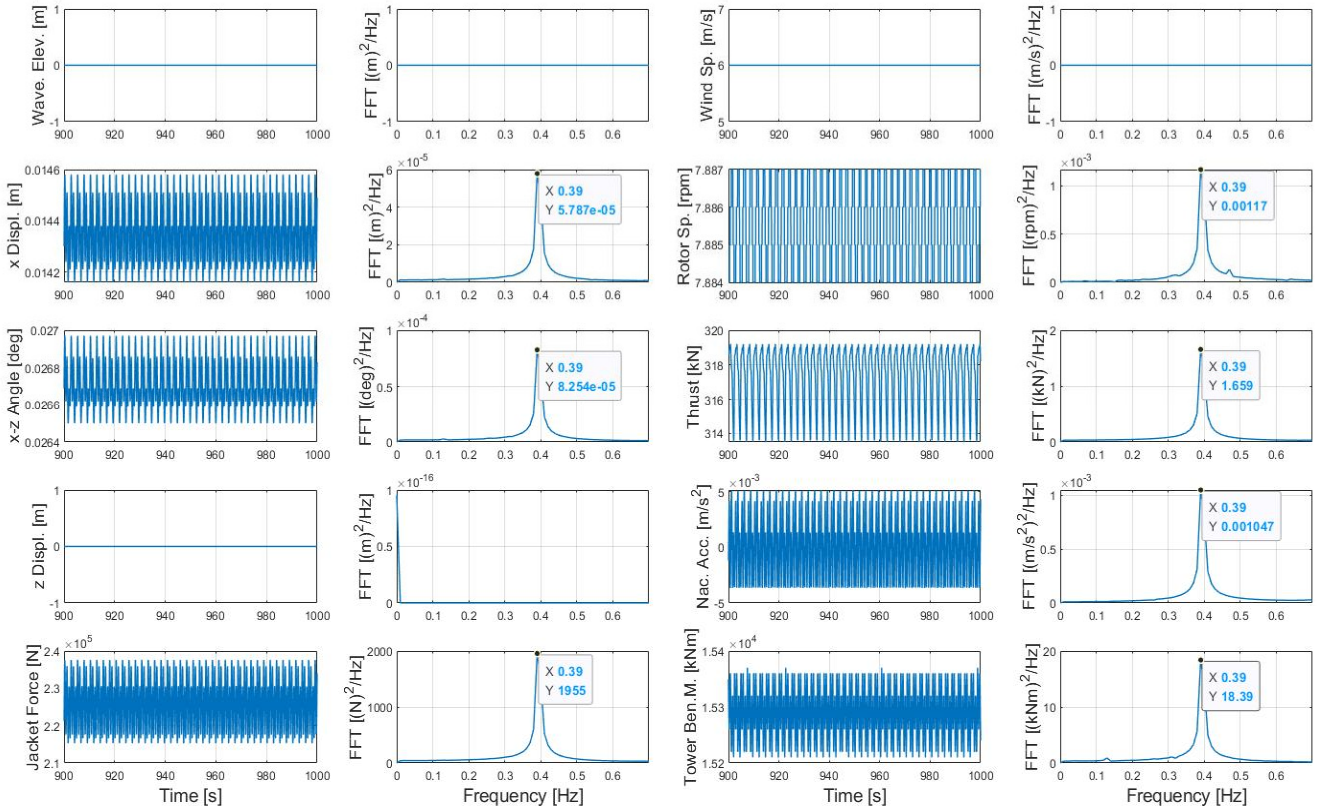 Wave. Elev. [m]
1
0
-1
900 920 940 960 980 1000
FFT [(m)²/Hz]
1
0
-1
0 0.1 0.2 0.3 0.4 0.5 0.6
Wind Sp. [m/s]
7
6
5
900 920 940 960 980 1000
FFT [(m/s)²/Hz]
1
0
-1
0 0.1 0.2 0.3 0.4 0.5 0.6
x Displ. [m]
0.0146
0.0144
0.0142
900 920 940 960 980 1000
FFT [(m)²/Hz]
×10⁻⁵
6
4
2
0
X 0.39
Y 5.787e-05
0 0.1 0.2 0.3 0.4 0.5 0.6
Rotor Sp. [rpm]
7.887
7.886
7.885
7.884
900 920 940 960 980 1000
FFT [(rpm)²/Hz]
×10⁻³
1
0.5
0
X 0.39
Y 0.00117
0 0.1 0.2 0.3 0.4 0.5 0.6
x-z Angle [deg]
0.027
0.0268
0.0266
0.0264
900 920 940 960 980 1000
FFT [(deg)²/Hz]
×10⁻⁴
1
0.5
0
X 0.39
Y 8.254e-05
0 0.1 0.2 0.3 0.4 0.5 0.6
Thrust [kN]
320
318
316
314
900 920 940 960 980 1000
FFT [(kN)²/Hz]
2
1
0
X 0.39
Y 1.659
0 0.1 0.2 0.3 0.4 0.5 0.6
z Displ. [m]
1
0
-1
900 920 940 960 980 1000
FFT [(m)²/Hz]
×10⁻¹⁶
1
0.5
0
0 0.1 0.2 0.3 0.4 0.5 0.6
Nac. Acc. [m/s²]
×10⁻³
5
0
-5
900 920 940 960 980 1000
FFT [(m/s²)²/Hz]
×10⁻³
1
0.5
0
X 0.39
Y 0.001047
0 0.1 0.2 0.3 0.4 0.5 0.6
Jacket Force [N]
×10⁵
2.4
2.3
2.2
2.1
900 920 940 960 980 1000
Time [s]
FFT [(N)²/Hz]
2000
1000
0
X 0.39
Y 1955
0 0.1 0.2 0.3 0.4 0.5 0.6
Frequency [Hz]
Tower Ben.M. [kNm]
×10⁴
1.54
1.53
1.52
900 920 940 960 980 1000
Time [s]
FFT [(kNm)²/Hz]
20
10
0
X 0.39
Y 18.39
0 0.1 0.2 0.3 0.4 0.5 0.6
Frequency [Hz]